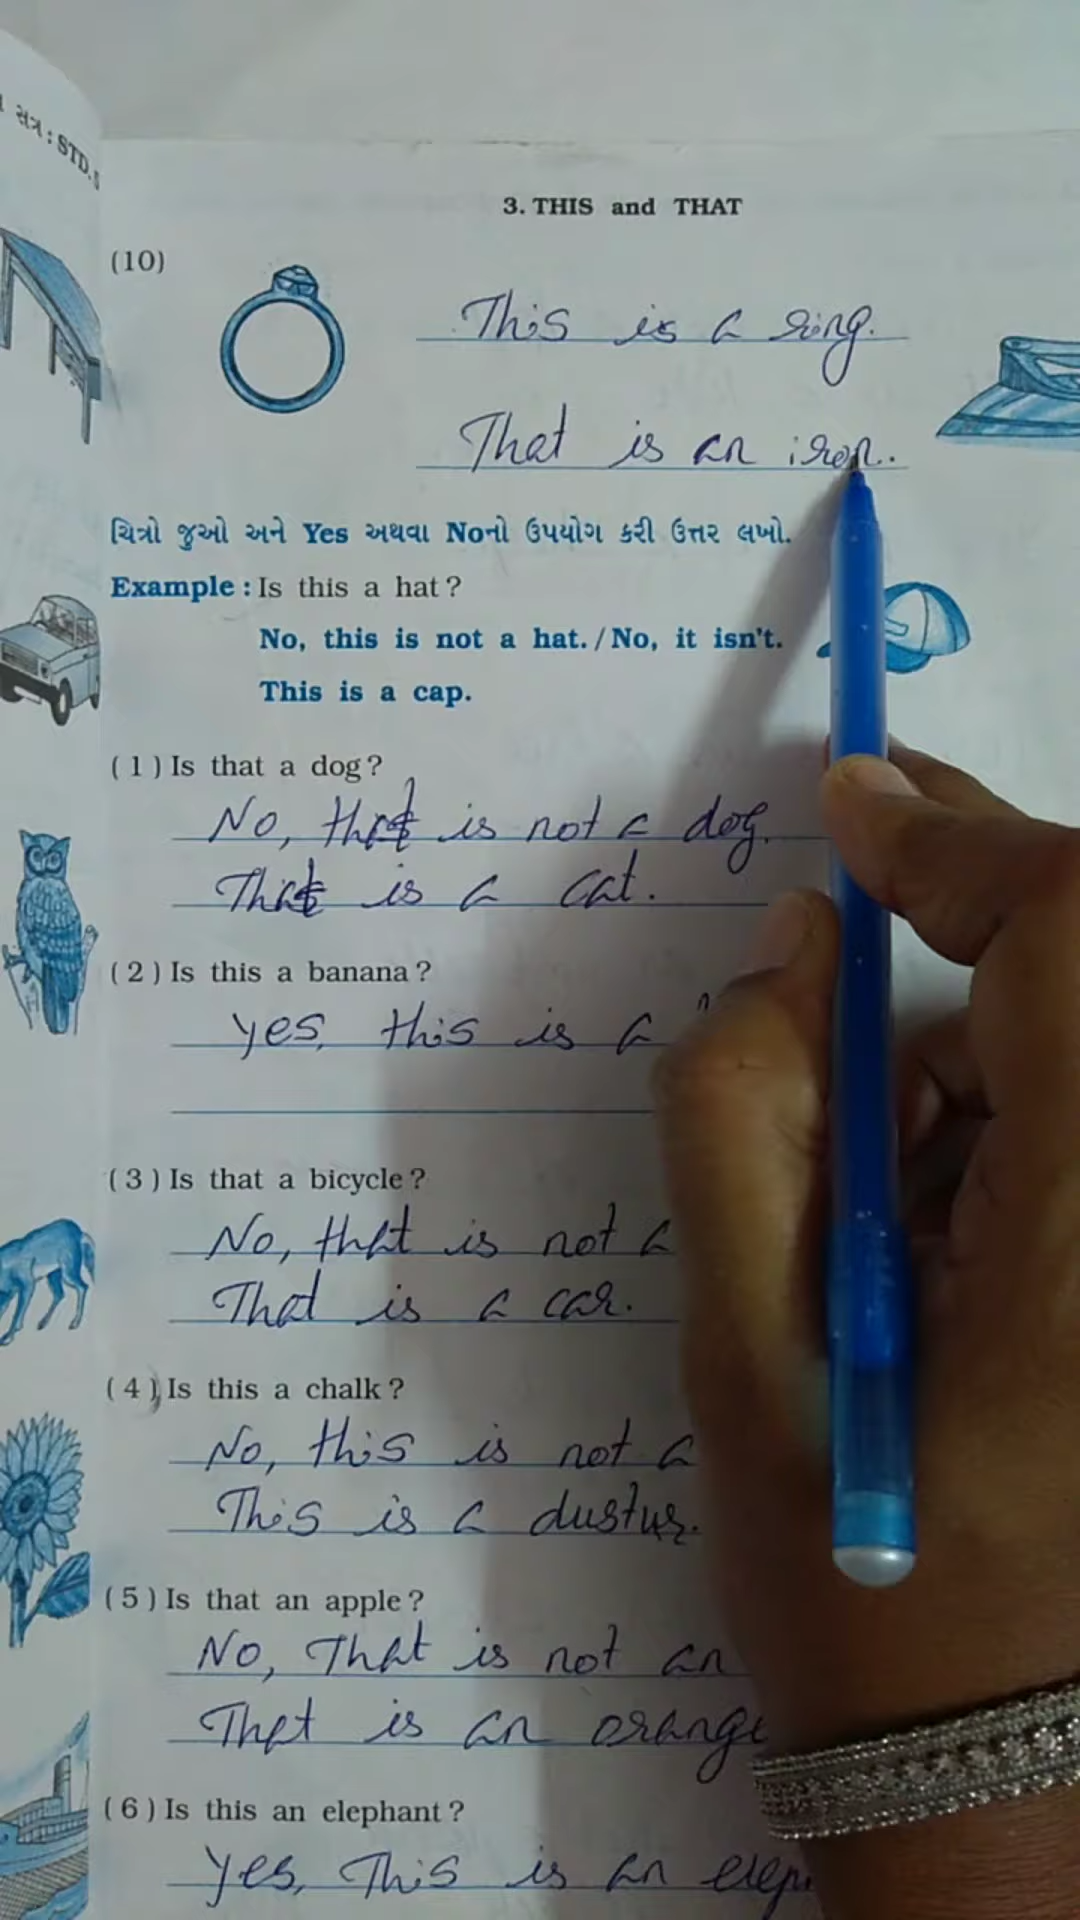 સત્ર : STD. 5
3. THIS and THAT
(10)
This is a ring.
That is an iron.
ચિત્રો જુઓ અને Yes અથવા Noનો ઉપયોગ કરી ઉત્તર લખો.
Example : Is this a hat?
No, this is not a hat. / No, it isn't.
This is a cap.
(1) Is that a dog?
No, that is not a dog.
That is a cat.
(2) Is this a banana?
Yes, this is a
(3) Is that a bicycle?
No, that is not a
That is a car.
(4) Is this a chalk?
No, this is not a
This is a dustur.
(5) Is that an apple?
No, That is not an
That is an orange
(6) Is this an elephant?
Yes, This is an elep